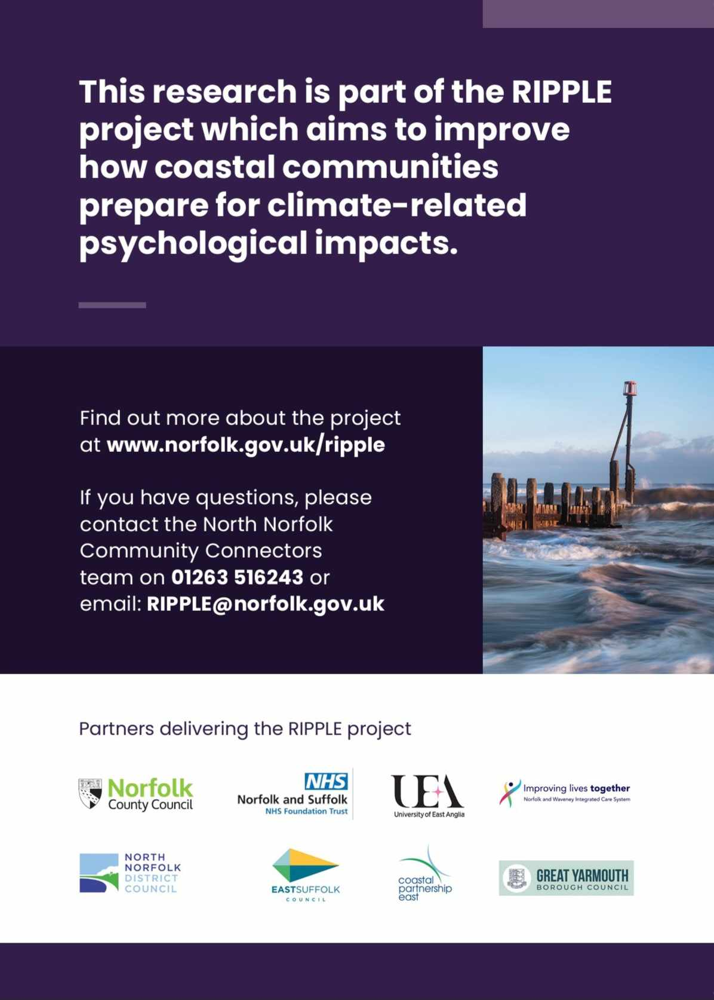 This research is part of the RIPPLE
project which aims to improve
how coastal communities
prepare for climate-related
psychological impacts.
Find out more about the project
at www.norfolk.gov.uk/ripple
If you have questions, please
contact the North Norfolk
Community Connectors
team on 01263 516243 or
email: RIPPLE@norfolk.gov.uk
Partners delivering the RIPPLE project
Norfolk
County Council
NHS
Norfolk and Suffolk
NHS Foundation Trust
UEA
University of East Anglia
Improving lives together
Norfolk and Waveney Integrated Care System
NORTH
NORFOLK
DISTRICT
COUNCIL
EASTSUFFOLK
COUNCIL
coastal
partnership
east
GREAT YARMOUTH
BOROUGH COUNCIL